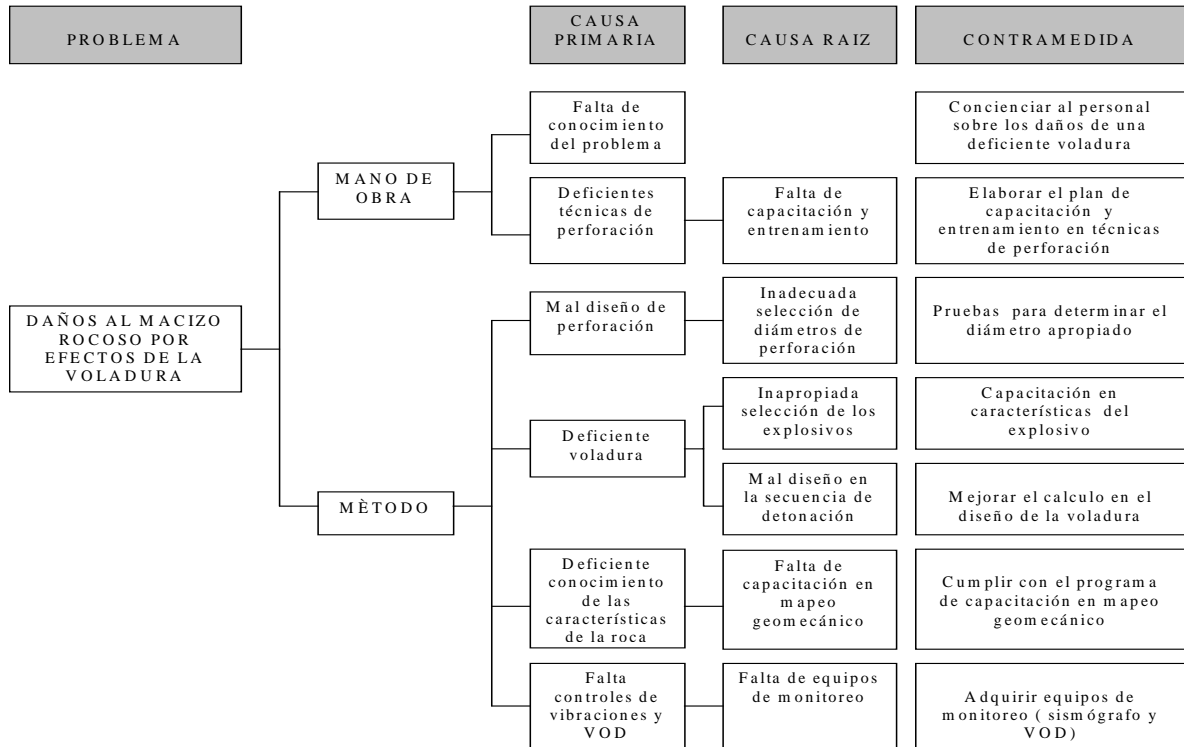 PROBLEMA
CAUSA
PRIMARIA
CAUSA RAIZ
CONTRAMEDIDA
Falta de
conocimiento
del problema
Concienciar al personal
sobre los daños de una
deficiente voladura
MANO DE
OBRA
Deficientes
técnicas de
perforación
Falta de
capacitación y
entrenamiento
Elaborar el plan de
capacitación y
entrenamiento en técnicas
de perforación
DAÑOS AL MACIZO
ROCOSO POR
EFECTOS DE LA
VOLADURA
Mal diseño de
perforación
Inadecuada
selección de
diámetros de
perforación
Pruebas para determinar el
diámetro apropiado
Deficiente
voladura
Inapropiada
selección de los
explosivos
Capacitación en
características del
explosivo
MÈTODO
Mal diseño en
la secuencia de
detonación
Mejorar el calculo en el
diseño de la voladura
Deficiente
conocimiento
de las
características
de la roca
Falta de
capacitación en
mapeo
geomecánico
Cumplir con el programa
de capacitación en mapeo
geomecánico
Falta
controles de
vibraciones y
VOD
Falta de equipos
de monitoreo
Adquirir equipos de
monitoreo ( sismógrafo y
VOD)